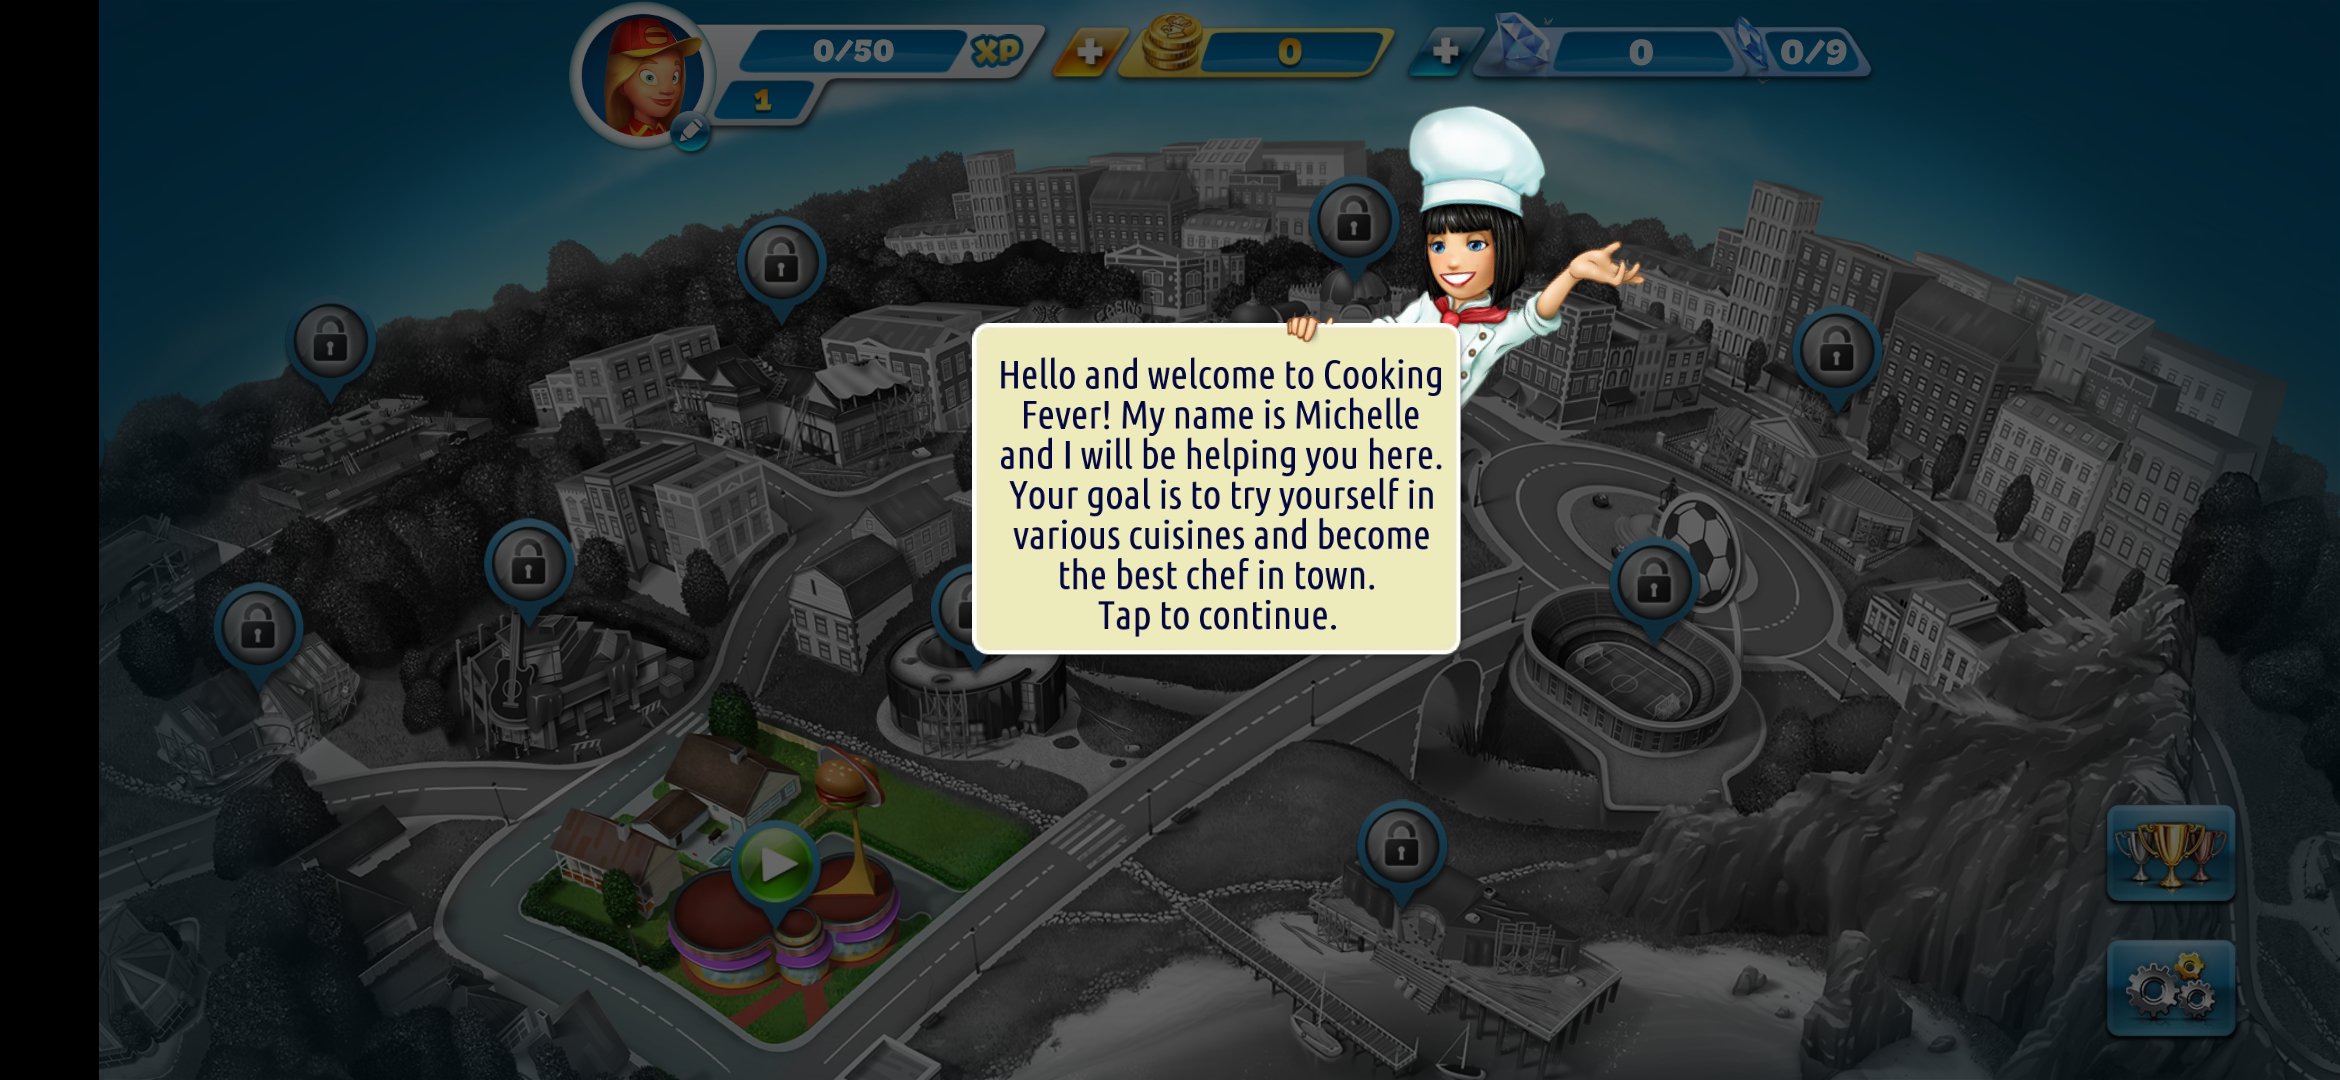 0/50 XP
0
0
0/9
1
CASINO
Hello and welcome to Cooking
Fever! My name is Michelle
and I will be helping you here.
Your goal is to try yourself in
various cuisines and become
the best chef in town.
Tap to continue.